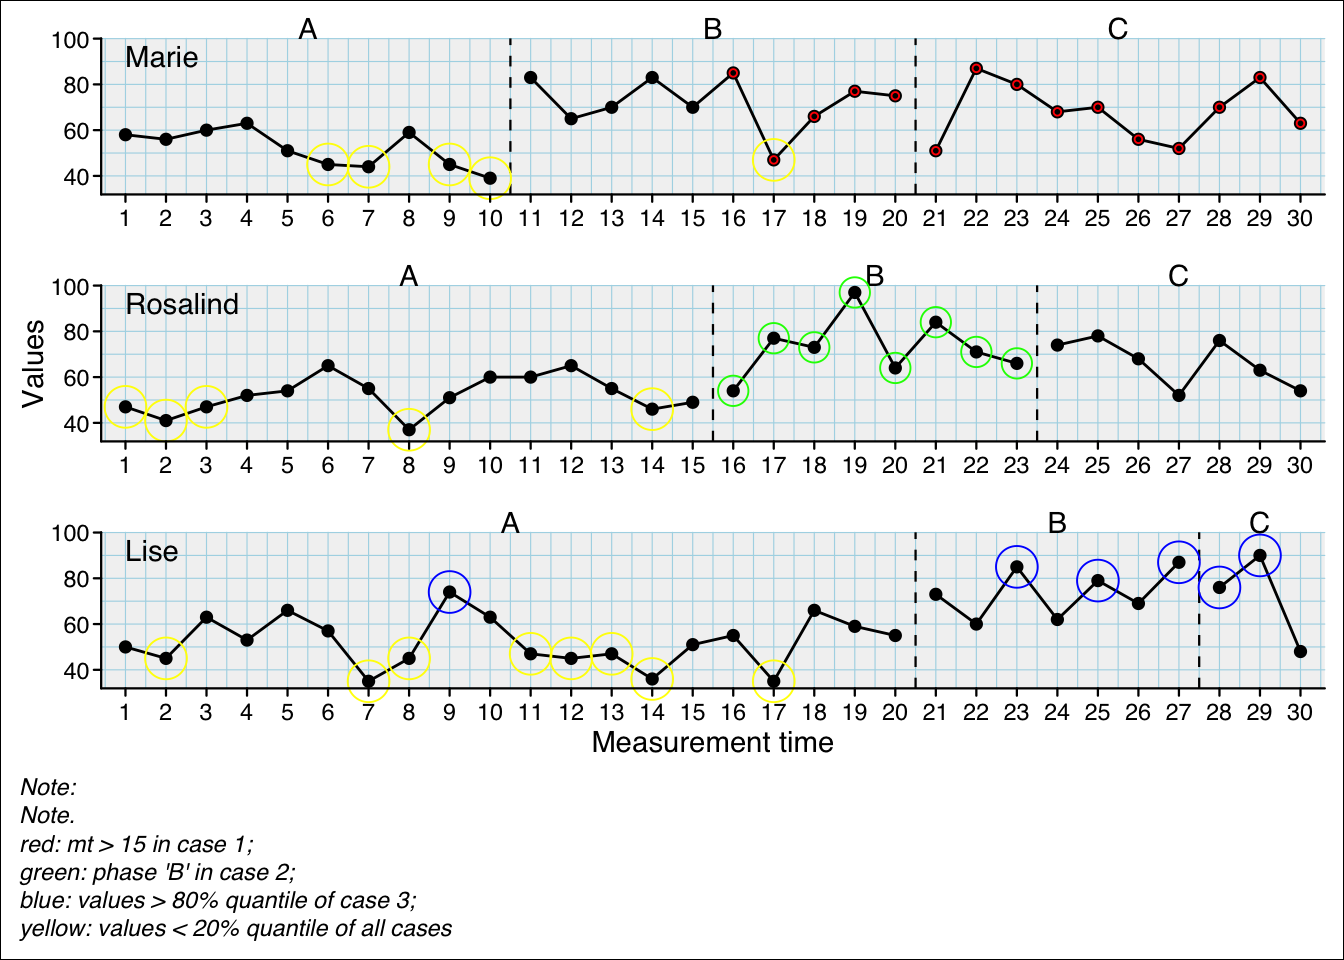 A B C
100
Marie
80
60
40
1 2 3 4 5 6 7 8 9 10 11 12 13 14 15 16 17 18 19 20 21 22 23 24 25 26 27 28 29 30
A B C
100
Rosalind
80
60
40
1 2 3 4 5 6 7 8 9 10 11 12 13 14 15 16 17 18 19 20 21 22 23 24 25 26 27 28 29 30
Values
A B C
100
Lise
80
60
40
1 2 3 4 5 6 7 8 9 10 11 12 13 14 15 16 17 18 19 20 21 22 23 24 25 26 27 28 29 30
Measurement time
Note:
Note.
red: mt > 15 in case 1;
green: phase 'B' in case 2;
blue: values > 80% quantile of case 3;
yellow: values < 20% quantile of all cases